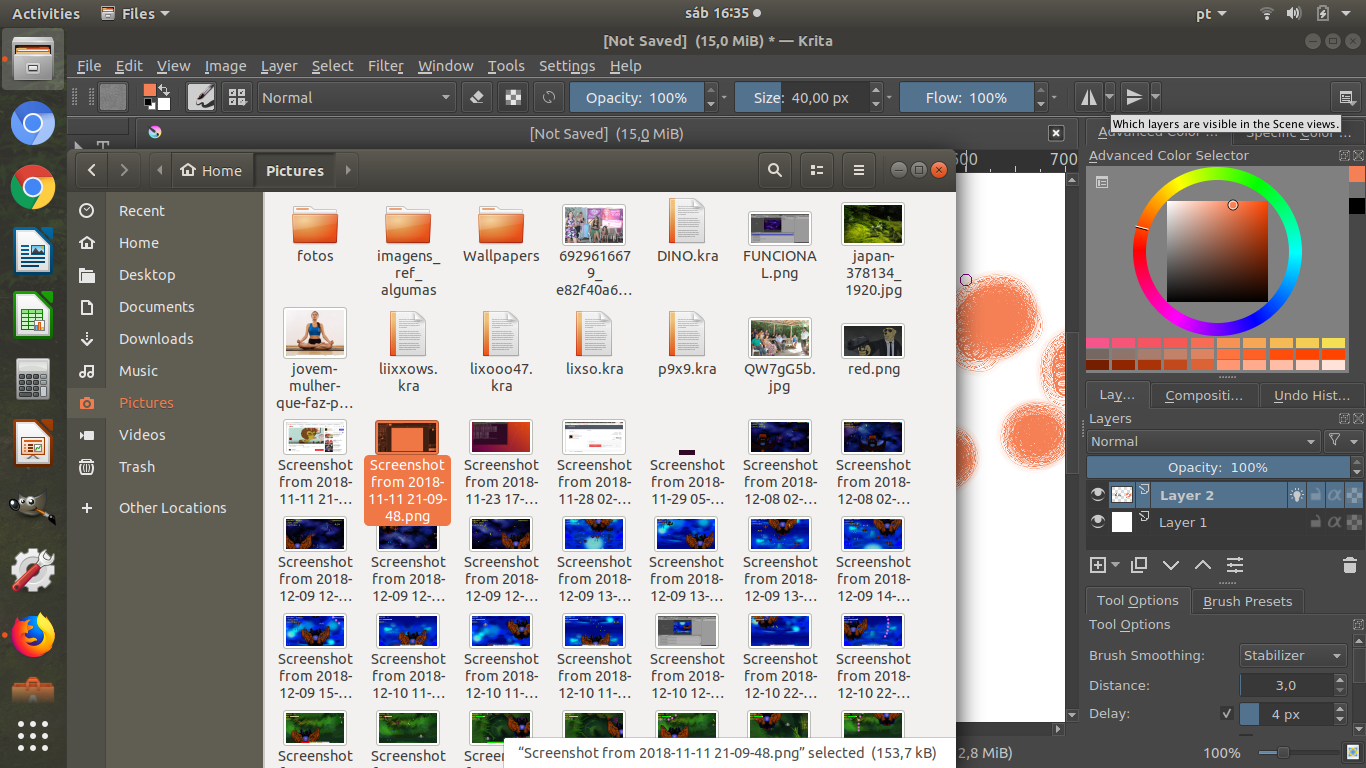 Activities
Files
sáb 16:35
pt
[Not Saved] (15,0 MiB) * — Krita
File Edit View Image Layer Select Filter Window Tools Settings Help
Normal
Opacity: 100%
Size: 40,00 px
Flow: 100%
[Not Saved] (15,0 MiB)
Which layers are visible in the Scene views.
Home
Pictures
700
Advanced Color Selector
Recent
Home
Desktop
Documents
Downloads
Music
Pictures
Videos
Trash
Other Locations
fotos
imagens_
ref_
algumas
Wallpapers
692961667
9_
e82f40a6…
DINO.kra
FUNCIONA
L.png
japan-
378134_
1920.jpg
jovem-
mulher-
que-faz-p…
liixxows.
kra
lixooo47.
kra
lixso.kra
p9x9.kra
QW7gG5b.
jpg
red.png
Screenshot
from 2018-
11-11 21-…
Screenshot
from 2018-
11-11 21-09-
48.png
Screenshot
from 2018-
11-23 17-…
Screenshot
from 2018-
11-28 02-…
Screenshot
from 2018-
11-29 05-…
Screenshot
from 2018-
12-08 02-…
Screenshot
from 2018-
12-08 02-…
Screenshot
from 2018-
12-09 12-…
Screenshot
from 2018-
12-09 12-…
Screenshot
from 2018-
12-09 12-…
Screenshot
from 2018-
12-09 13-…
Screenshot
from 2018-
12-09 13-…
Screenshot
from 2018-
12-09 13-…
Screenshot
from 2018-
12-09 14-…
Screenshot
from 2018-
12-09 15-…
Screenshot
from 2018-
12-10 11-…
Screenshot
from 2018-
12-10 11-…
Screenshot
from 2018-
12-10 11-…
Screenshot
from 2018-
12-10 12-…
Screenshot
from 2018-
12-10 22-…
Screenshot
from 2018-
12-10 22-…
Screenshot
Screenshot
"Screenshot from 2018-11-11 21-09-48.png" selected (153,7 kB)
Lay…
Compositi…
Undo Hist…
Layers
Normal
Opacity: 100%
Layer 2
Layer 1
Tool Options
Brush Presets
Tool Options
Brush Smoothing: Stabilizer
Distance: 3,0
Delay: 4 px
2,8 MiB)
100%